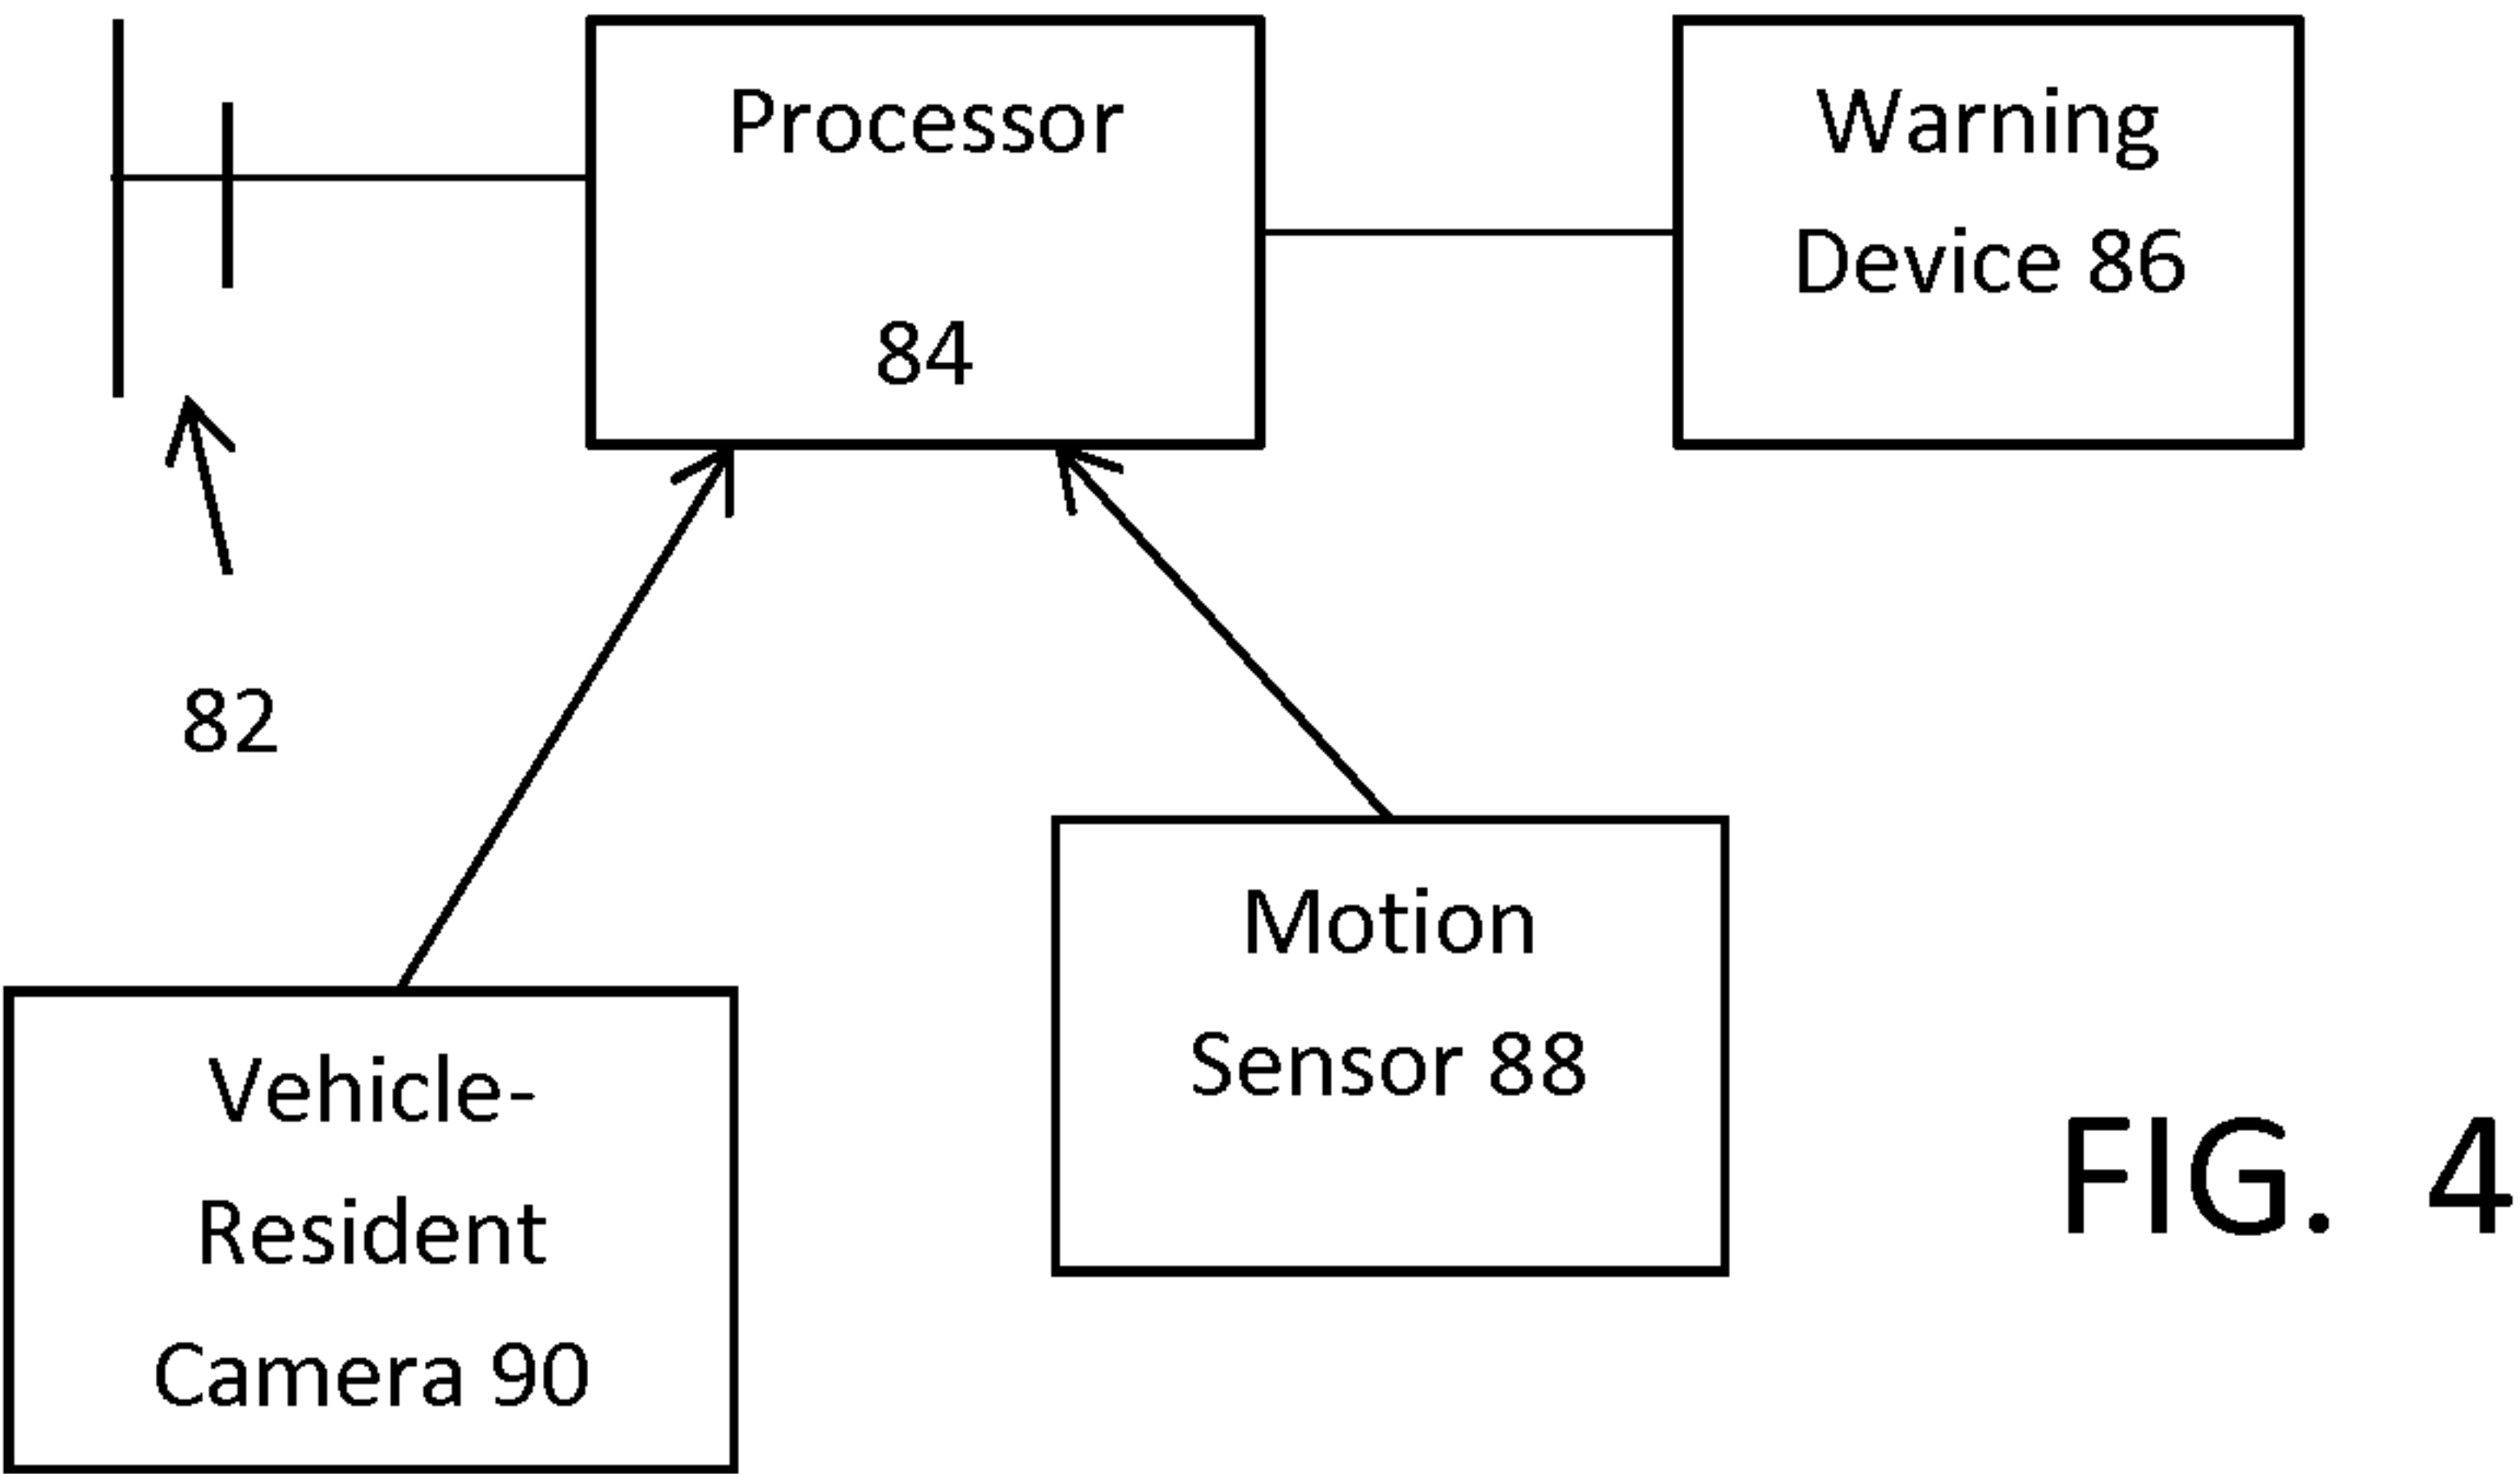 Processor
84
Warning
Device 86
82
Motion
Sensor 88
Vehicle-
Resident
Camera 90
FIG. 4